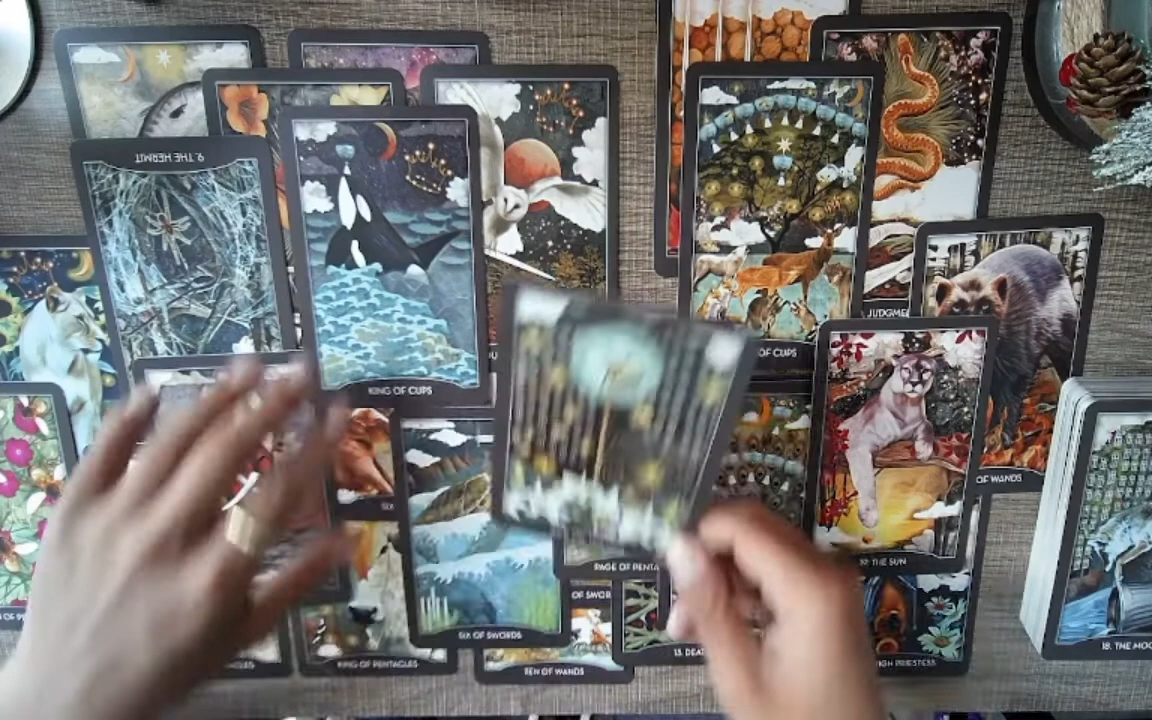 9. THE HERMIT
KING OF CUPS
OF CUPS
JUDGME
OF WANDS
19: THE SUN
PAGE OF PENTA
SIX
OF SWOR
SIX OF SWORDS
KING OF PENTACLES
TEN OF WANDS
13. DEAT
HIGH PRIESTESS
18. THE MOO